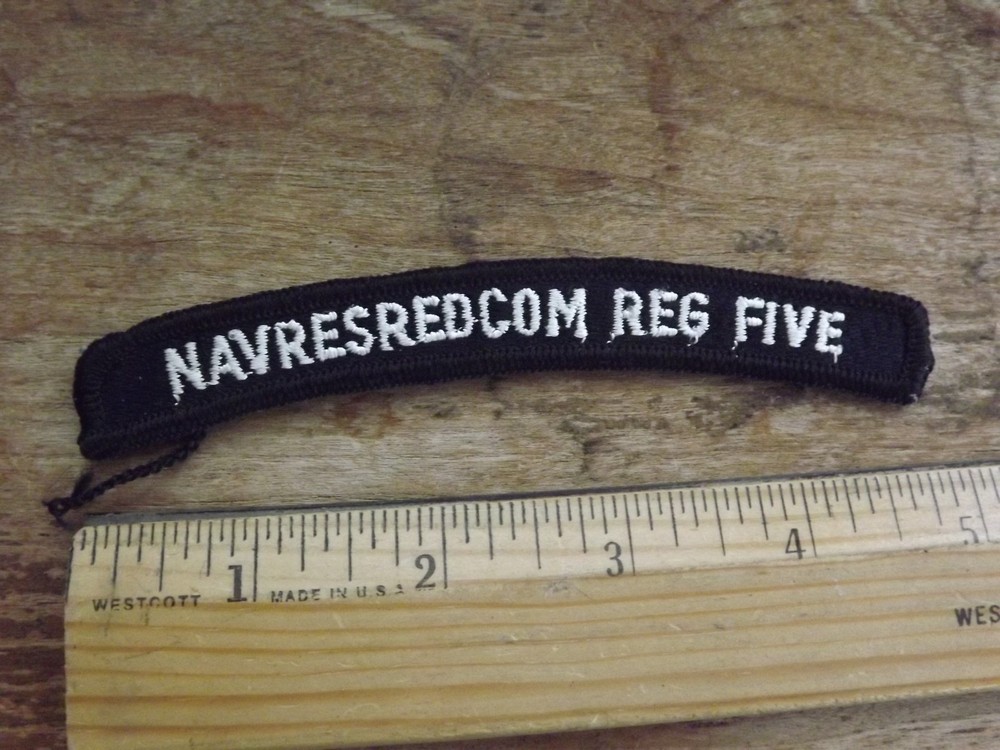 NAVRESREDCOM REG FIVE
1 2 3 4 5
WESTCOTT MADE IN U.S.A
WES